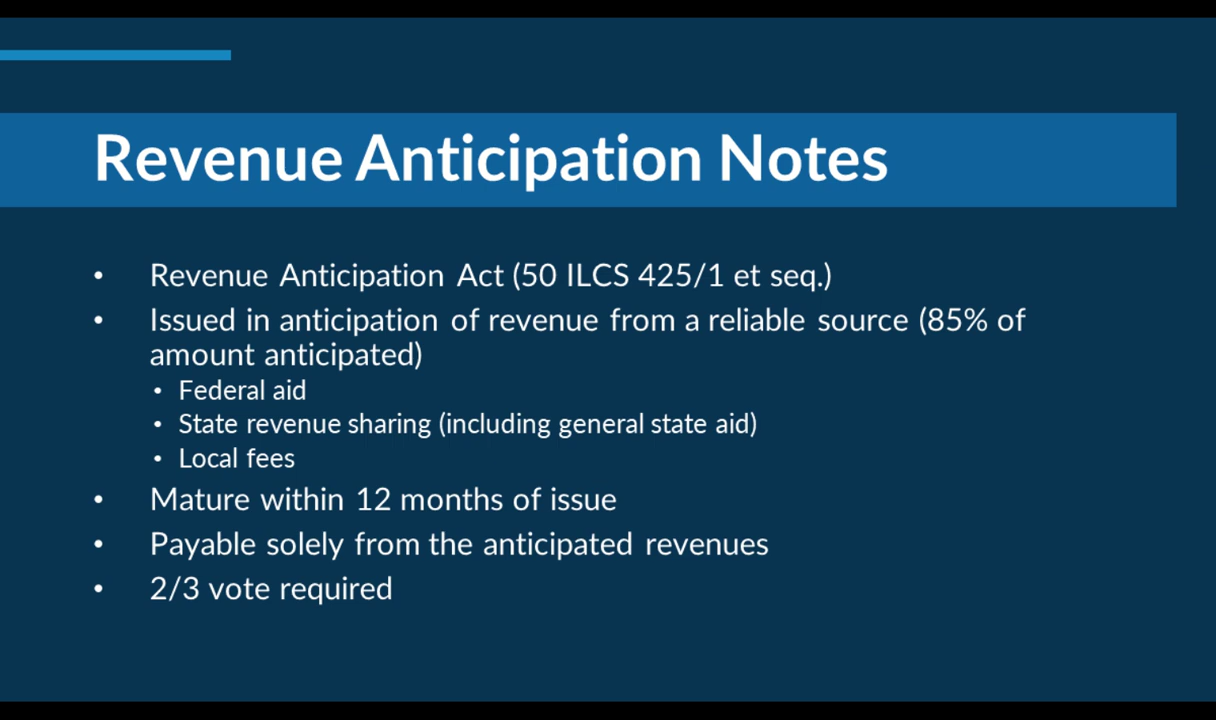 Revenue Anticipation Notes
• Revenue Anticipation Act (50 ILCS 425/1 et seq.)
• Issued in anticipation of revenue from a reliable source (85% of
amount anticipated)
• Federal aid
• State revenue sharing (including general state aid)
• Local fees
• Mature within 12 months of issue
• Payable solely from the anticipated revenues
• 2/3 vote required